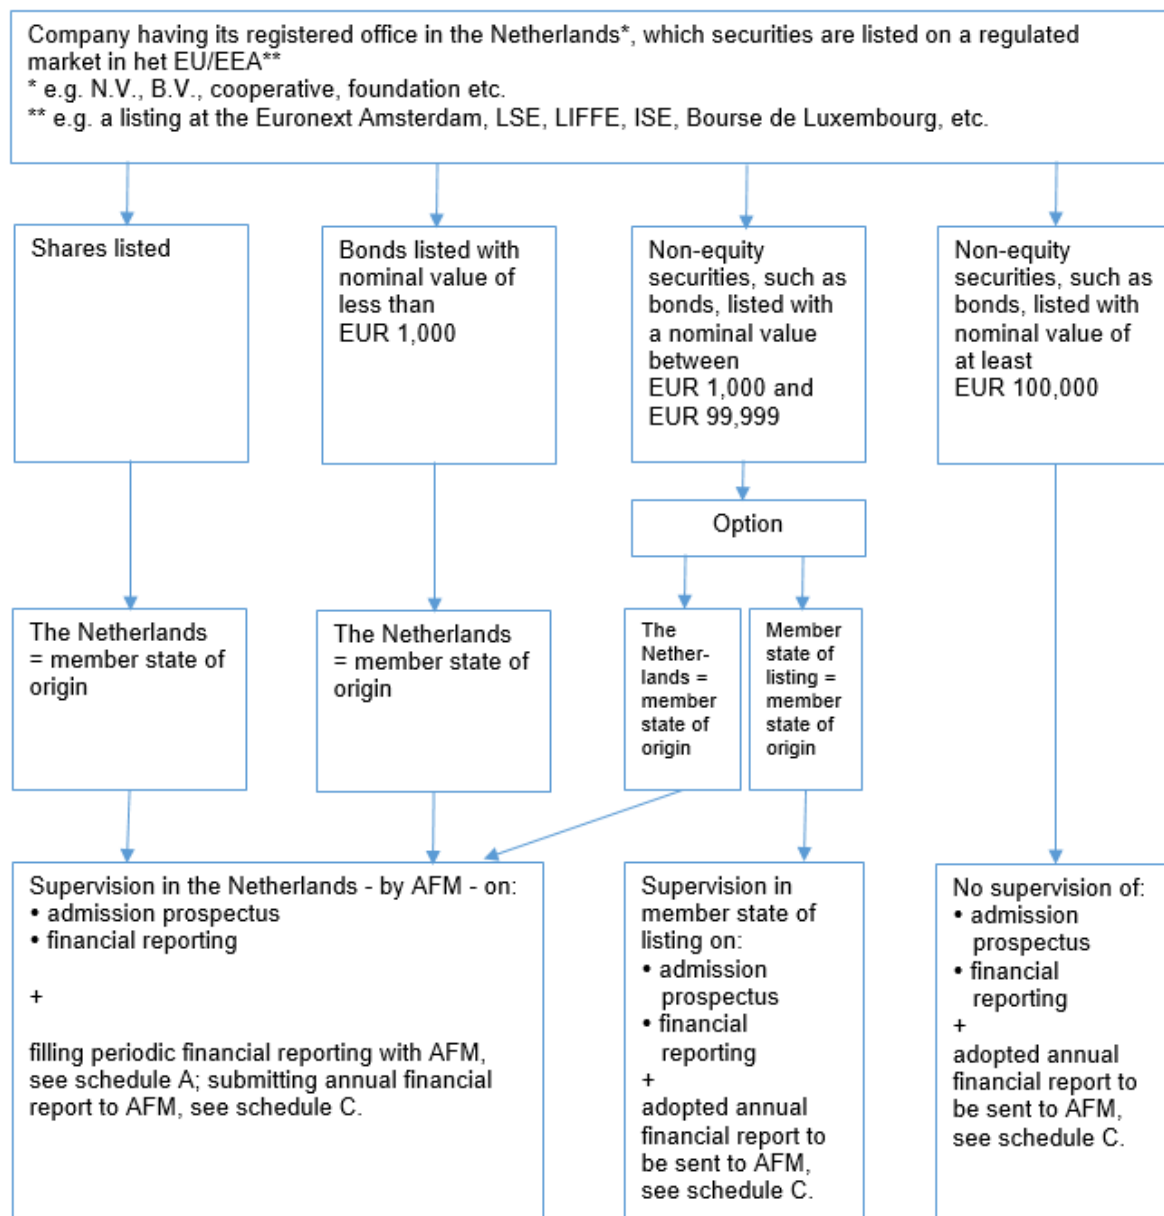 Company having its registered office in the Netherlands*, which securities are listed on a regulated
market in het EU/EEA**
* e.g. N.V., B.V., cooperative, foundation etc.
** e.g. a listing at the Euronext Amsterdam, LSE, LIFFE, ISE, Bourse de Luxembourg, etc.
Shares listed
Bonds listed with
nominal value of
less than
EUR 1,000
Non-equity
securities, such as
bonds, listed with
a nominal value
between
EUR 1,000 and
EUR 99,999
Non-equity
securities, such as
bonds, listed with
nominal value of
at least
EUR 100,000
Option
The Netherlands
= member state of
origin
The Netherlands
= member state of
origin
The
Nether-
lands =
member
state of
origin
Member
state of
listing =
member
state of
origin
Supervision in the Netherlands - by AFM - on:
• admission prospectus
• financial reporting
+
filling periodic financial reporting with AFM,
see schedule A; submitting annual financial
report to AFM, see schedule C.
Supervision in
member state of
listing on:
• admission
prospectus
• financial
reporting
+
adopted annual
financial report to
be sent to AFM,
see schedule C.
No supervision of:
• admission
prospectus
• financial
reporting
+
adopted annual
financial report to
be sent to AFM,
see schedule C.